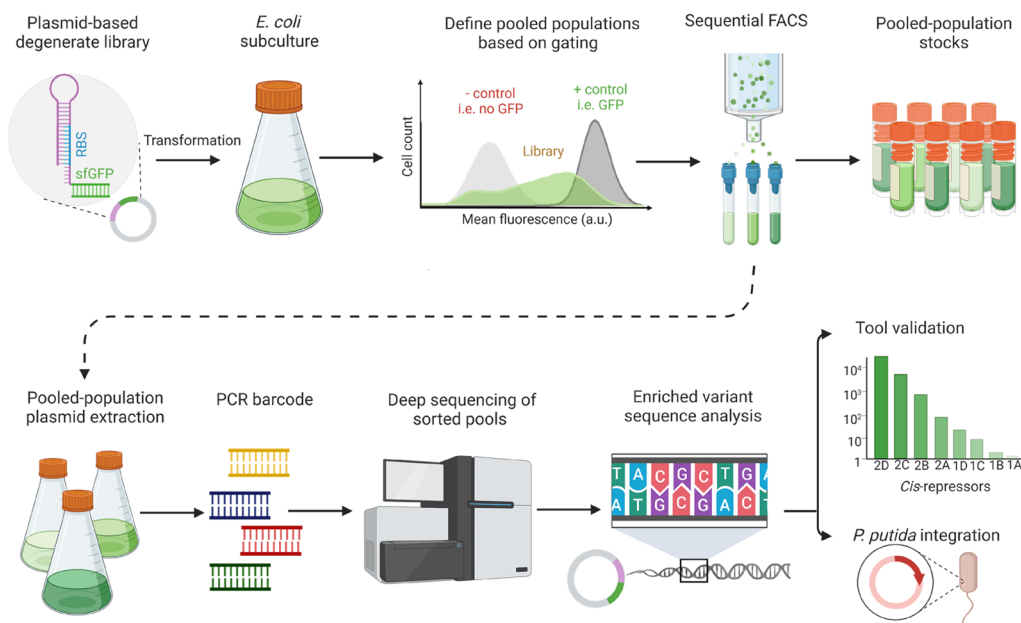 Plasmid-based
degenerate library
E. coli
subculture
Define pooled populations
based on gating
Sequential FACS
Pooled-population
stocks
RBS
sfGFP
Transformation
Cell count
- control
i.e. no GFP
+ control
i.e. GFP
Library
Mean fluorescence (a.u.)
Pooled-population
plasmid extraction
PCR barcode
Deep sequencing of
sorted pools
Enriched variant
sequence analysis
T A C G C T G A
A T G C G A C T
Tool validation
10⁴
10³
10²
10
1
2D 2C 2B 2A 1D 1C 1B 1A
Cis-repressors
P. putida integration